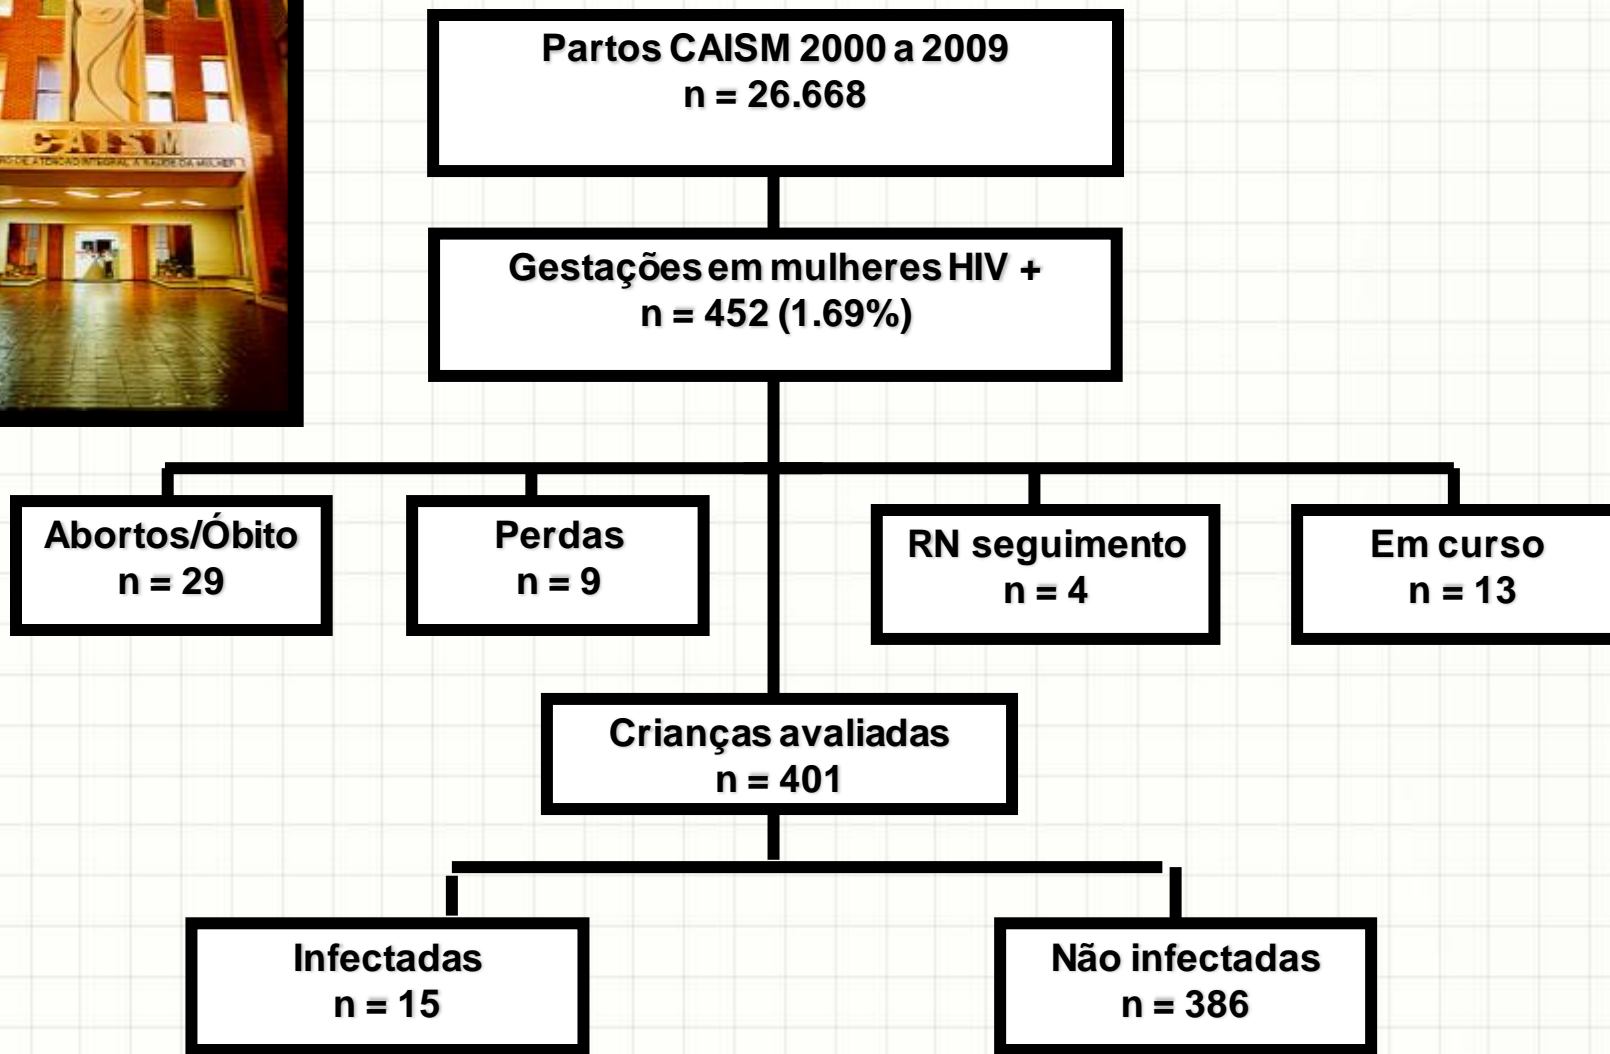 CAISM
Partos CAISM 2000 a 2009
n = 26.668
Gestações em mulheres HIV +
n = 452 (1.69%)
Abortos/Óbito
n = 29
Perdas
n = 9
RN seguimento
n = 4
Em curso
n = 13
Crianças avaliadas
n = 401
Infectadas
n = 15
Não infectadas
n = 386